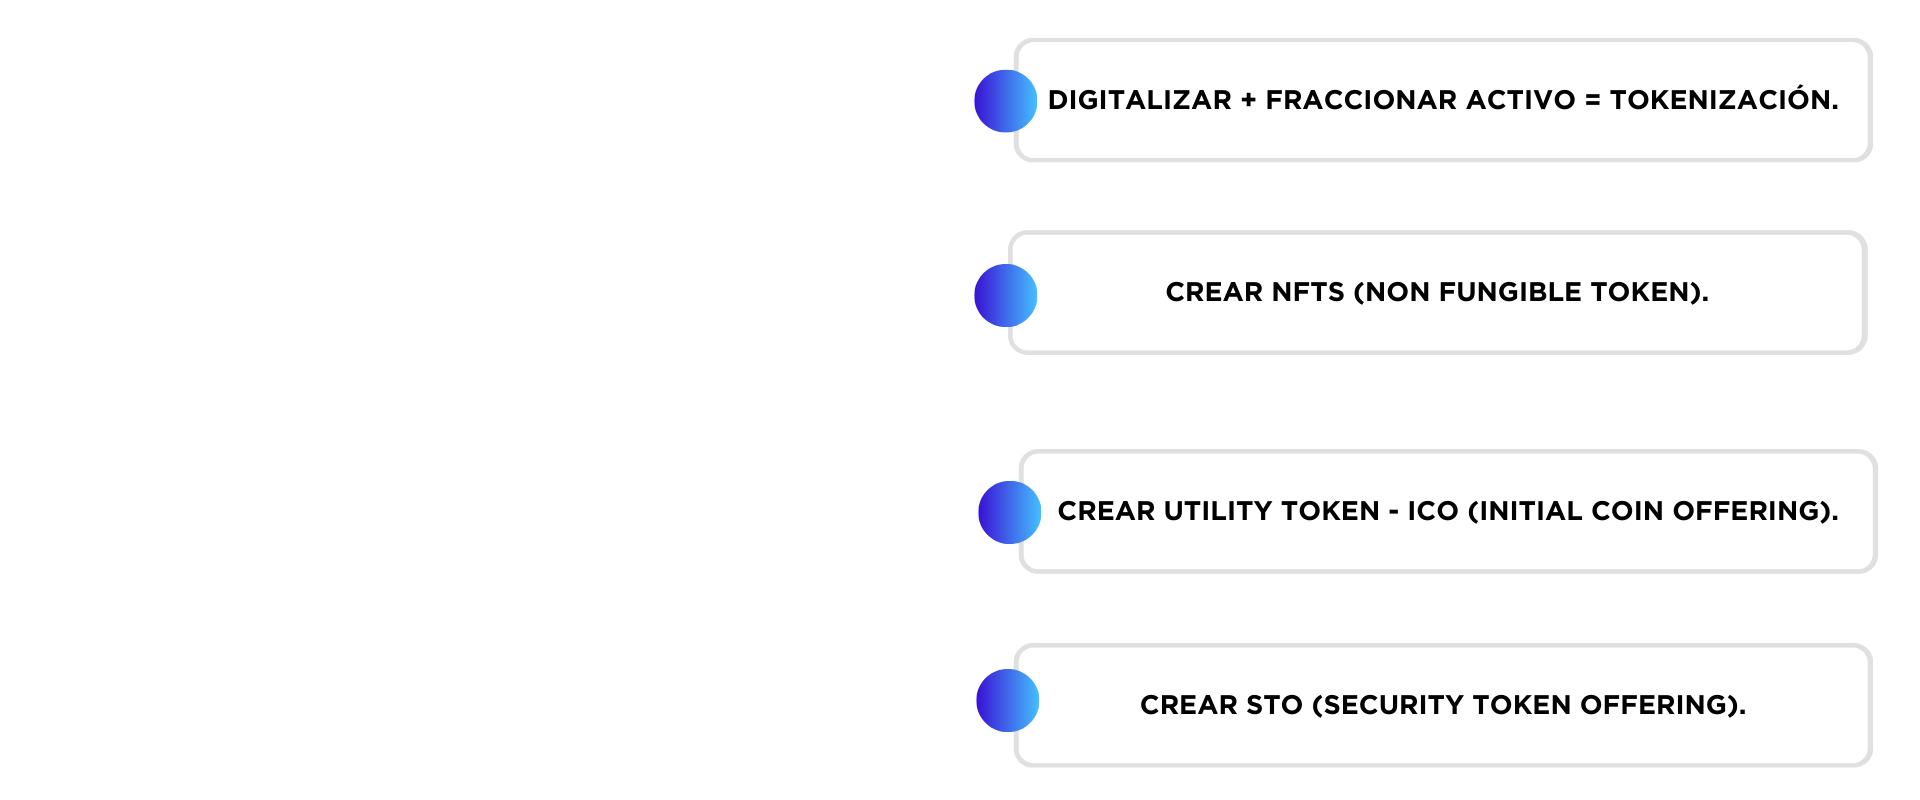 DIGITALIZAR + FRACCIONAR ACTIVO = TOKENIZACIÓN.
CREAR NFTS (NON FUNGIBLE TOKEN).
CREAR UTILITY TOKEN - ICO (INITIAL COIN OFFERING).
CREAR STO (SECURITY TOKEN OFFERING).